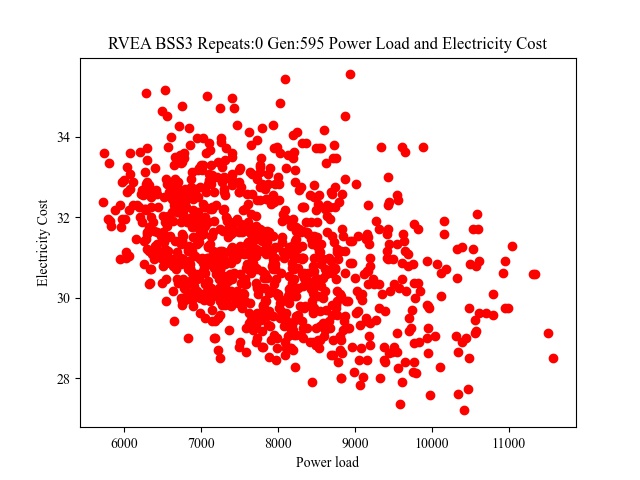 RVEA BSS3 Repeats:0 Gen:595 Power Load and Electricity Cost
34
32
30
28
Electricity Cost
6000 7000 8000 9000 10000 11000
Power load